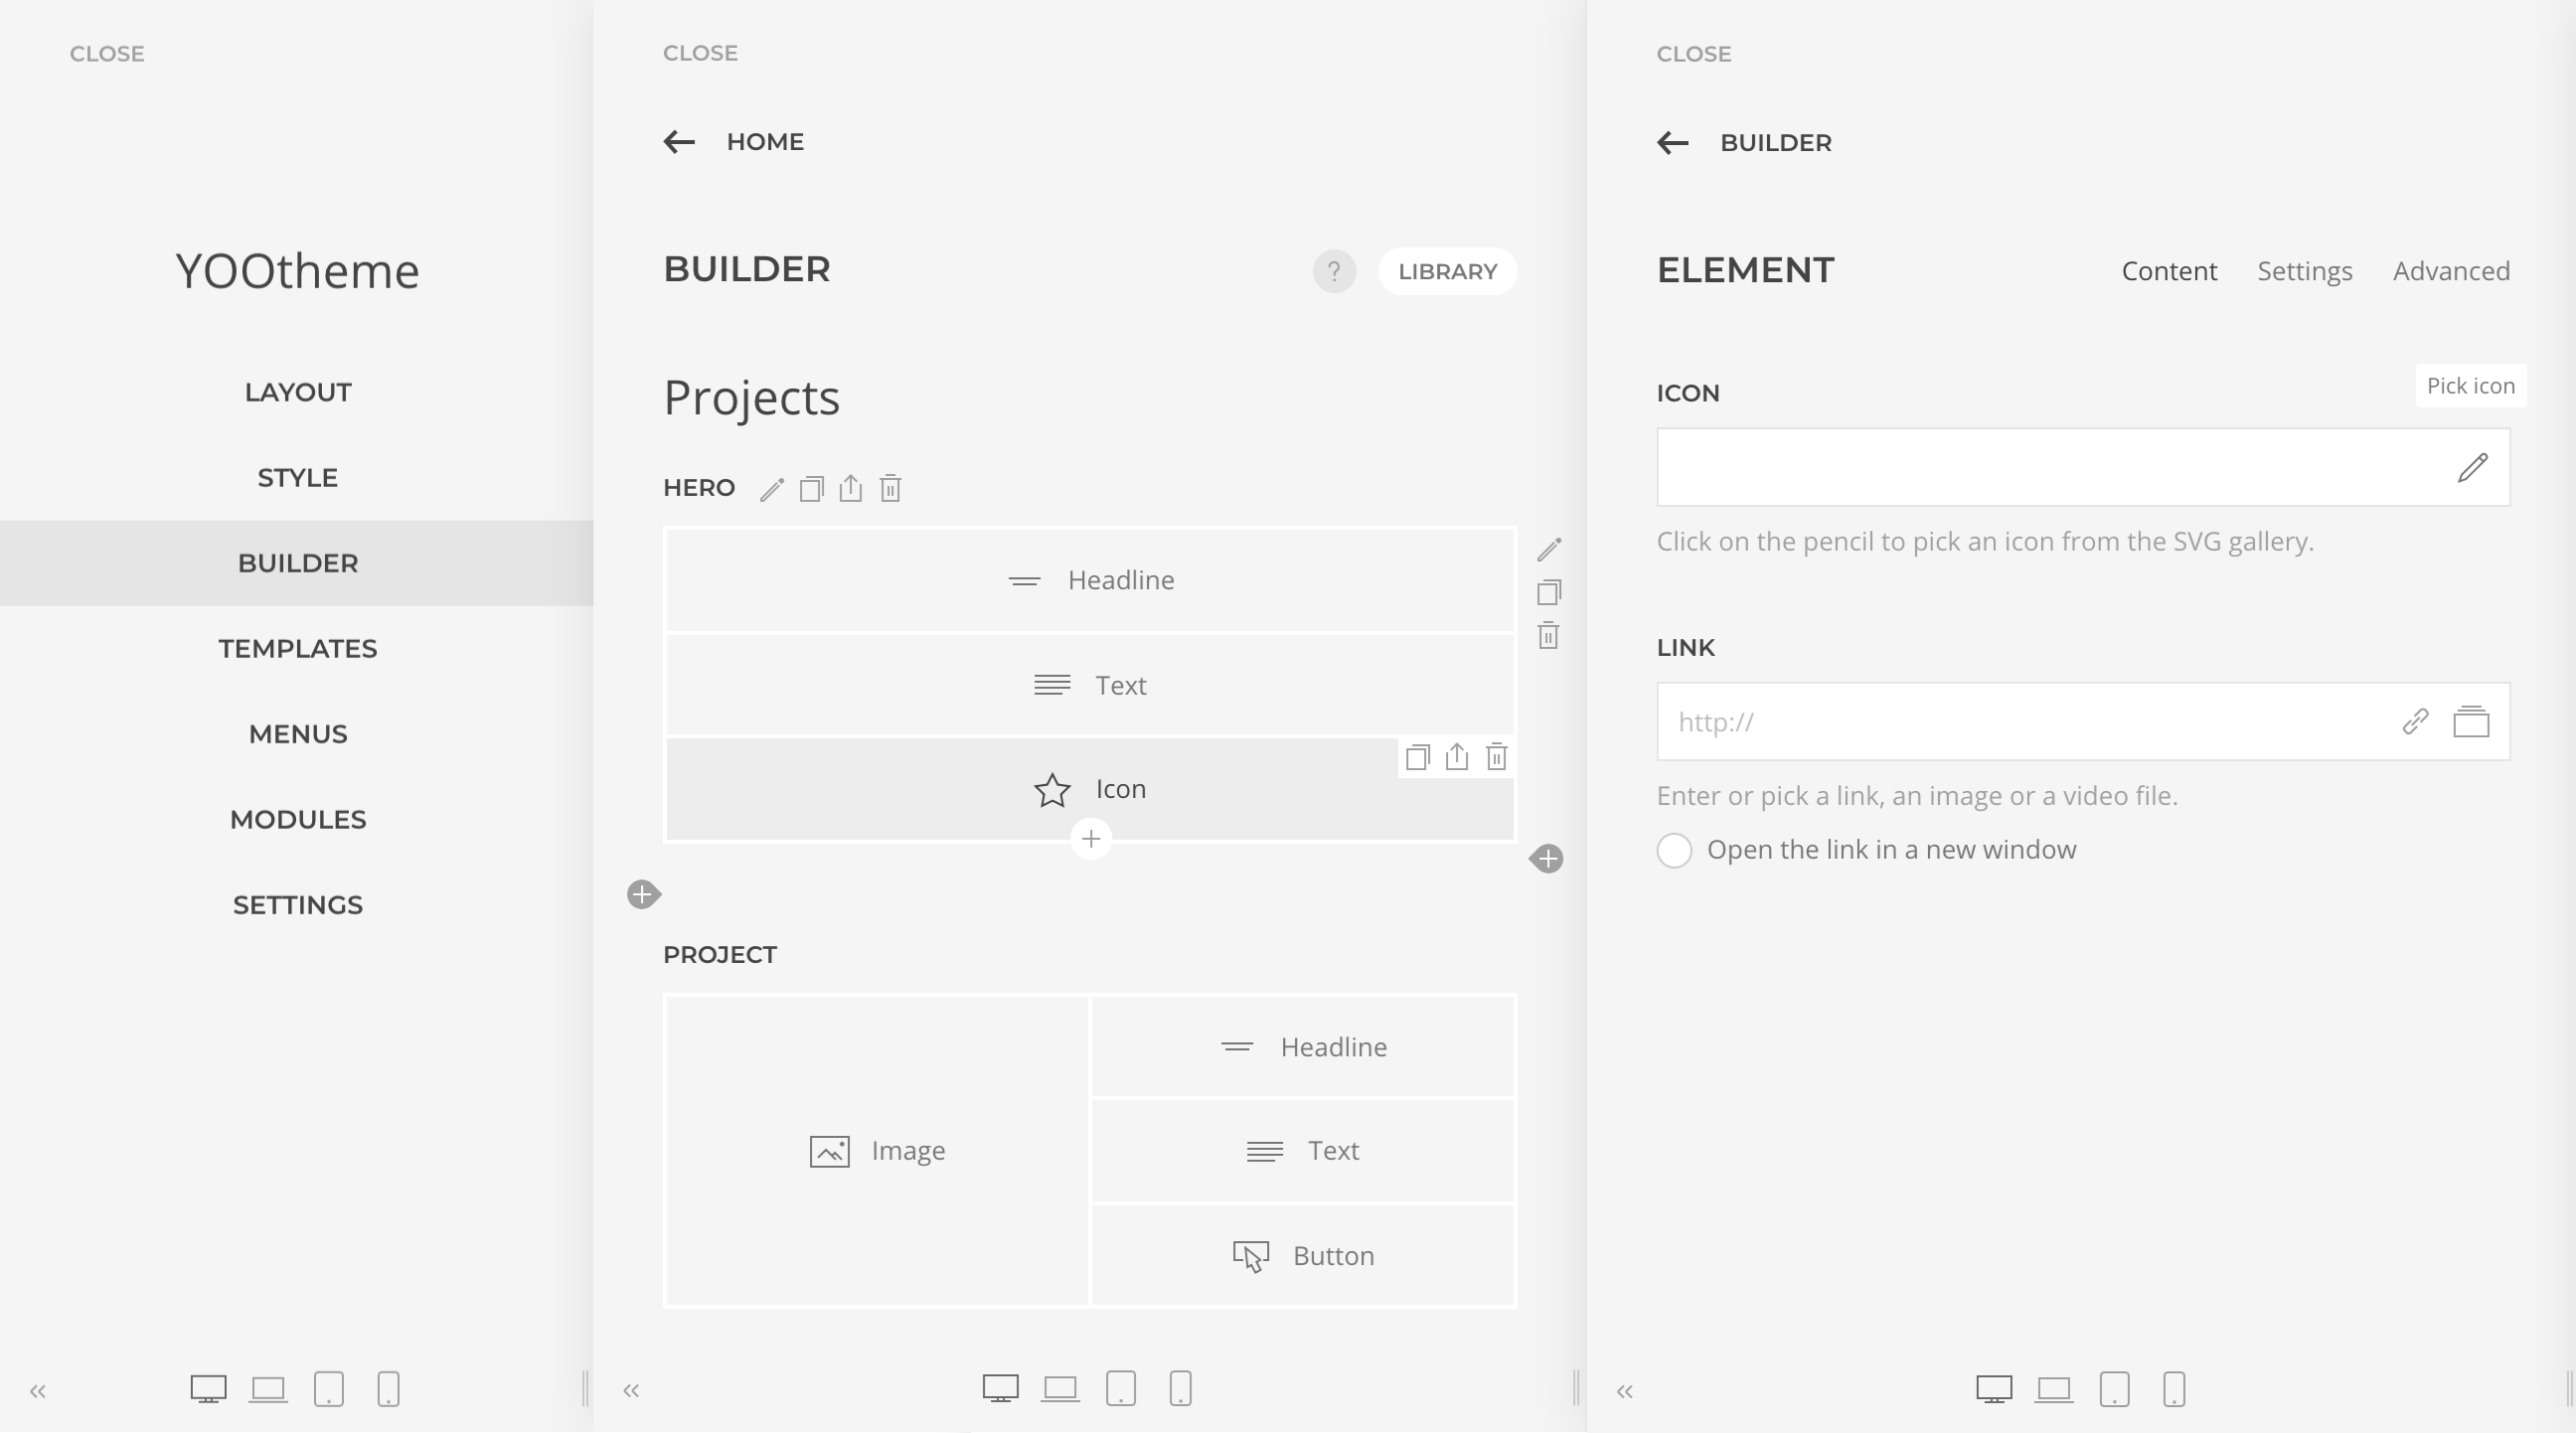 CLOSE
YOOtheme
LAYOUT
STYLE
BUILDER
TEMPLATES
MENUS
MODULES
SETTINGS
CLOSE
HOME
BUILDER
? LIBRARY
Projects
HERO
Headline
Text
Icon
PROJECT
Image
Headline
Text
Button
CLOSE
BUILDER
ELEMENT
Content Settings Advanced
ICON
Pick icon
Click on the pencil to pick an icon from the SVG gallery.
LINK
http://
Enter or pick a link, an image or a video file.
Open the link in a new window